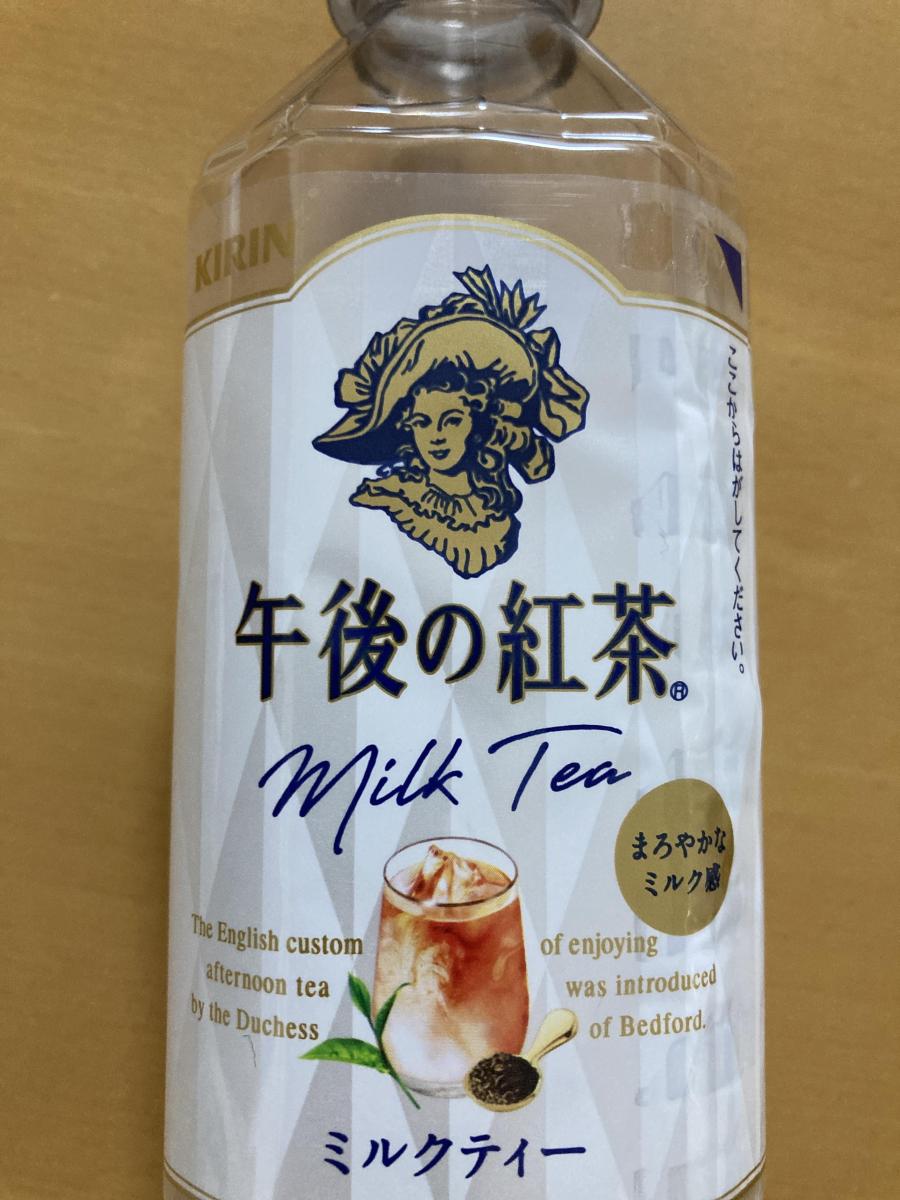 KIRIN
ここからはがしてください。
午後の紅茶®
Milk Tea
まろやかな
ミルク感
The English custom of enjoying
afternoon tea was introduced
by the Duchess of Bedford.
ミルクティー